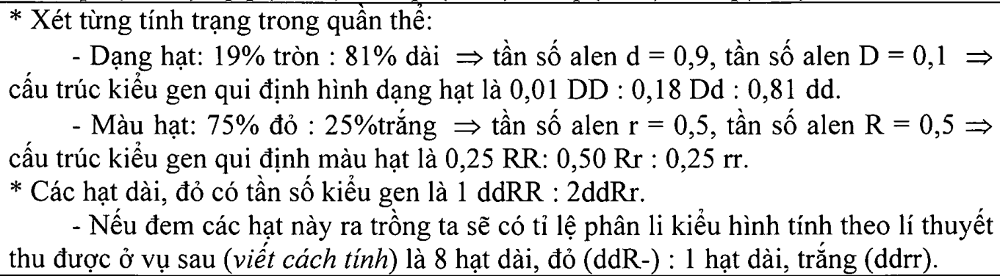 * Xét từng tính trạng trong quần thể:
- Dạng hạt: 19% tròn : 81% dài ⇒ tần số alen d = 0,9, tần số alen D = 0,1 ⇒
cấu trúc kiểu gen qui định hình dạng hạt là 0,01 DD : 0,18 Dd : 0,81 dd.
- Màu hạt: 75% đỏ : 25%trắng ⇒ tần số alen r = 0,5, tần số alen R = 0,5 ⇒
cấu trúc kiểu gen qui định màu hạt là 0,25 RR: 0,50 Rr : 0,25 rr.
* Các hạt dài, đỏ có tần số kiểu gen là 1 ddRR : 2ddRr.
- Nếu đem các hạt này ra trồng ta sẽ có tỉ lệ phân li kiểu hình tính theo lí thuyết
thu được ở vụ sau (viết cách tính) là 8 hạt dài, đỏ (ddR-) : 1 hạt dài, trắng (ddrr).